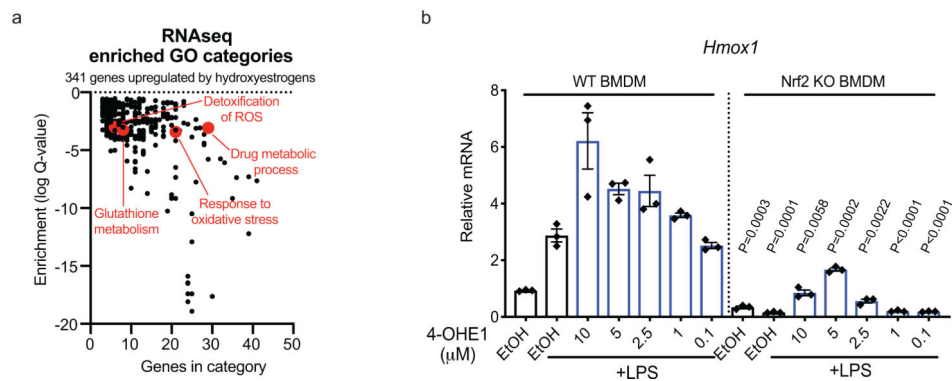 a
RNAseq
enriched GO categories
341 genes upregulated by hydroxyestrogens
0
-5
-10
-15
-20
Enrichment (log Q-value)
Detoxification
of ROS
Drug metabolic
process
Glutathione
metabolism
Response to
oxidative stress
0 10 20 30 40 50
Genes in category
b
Hmox1
WT BMDM
Nrf2 KO BMDM
8
6
4
2
0
Relative mRNA
P=0.0003
P=0.0001
P=0.0058
P=0.0002
P=0.0022
P<0.0001
P<0.0001
4-OHE1
(μM)
EtOH EtOH 10 5 2.5 1 0.1 EtOH EtOH 10 5 2.5 1 0.1
+LPS +LPS